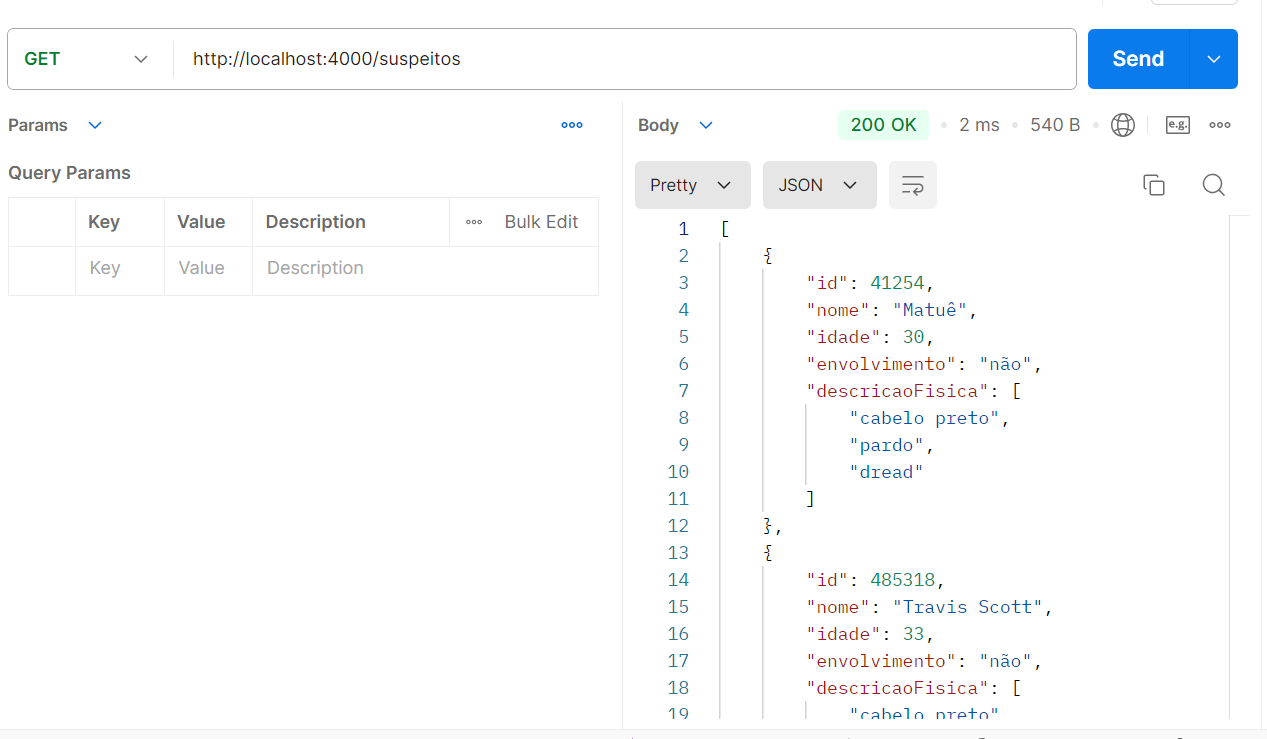 GET http://localhost:4000/suspeitos Send
Params
Query Params
Key Value Description Bulk Edit
Key Value Description
Body 200 OK 2 ms 540 B e.g.
Pretty JSON
1 [
2 {
3 "id": 41254,
4 "nome": "Matuê",
5 "idade": 30,
6 "envolvimento": "não",
7 "descricaoFisica": [
8 "cabelo preto",
9 "pardo",
10 "dread"
11 ]
12 },
13 {
14 "id": 485318,
15 "nome": "Travis Scott",
16 "idade": 33,
17 "envolvimento": "não",
18 "descricaoFisica": [
19 "cabelo preto"